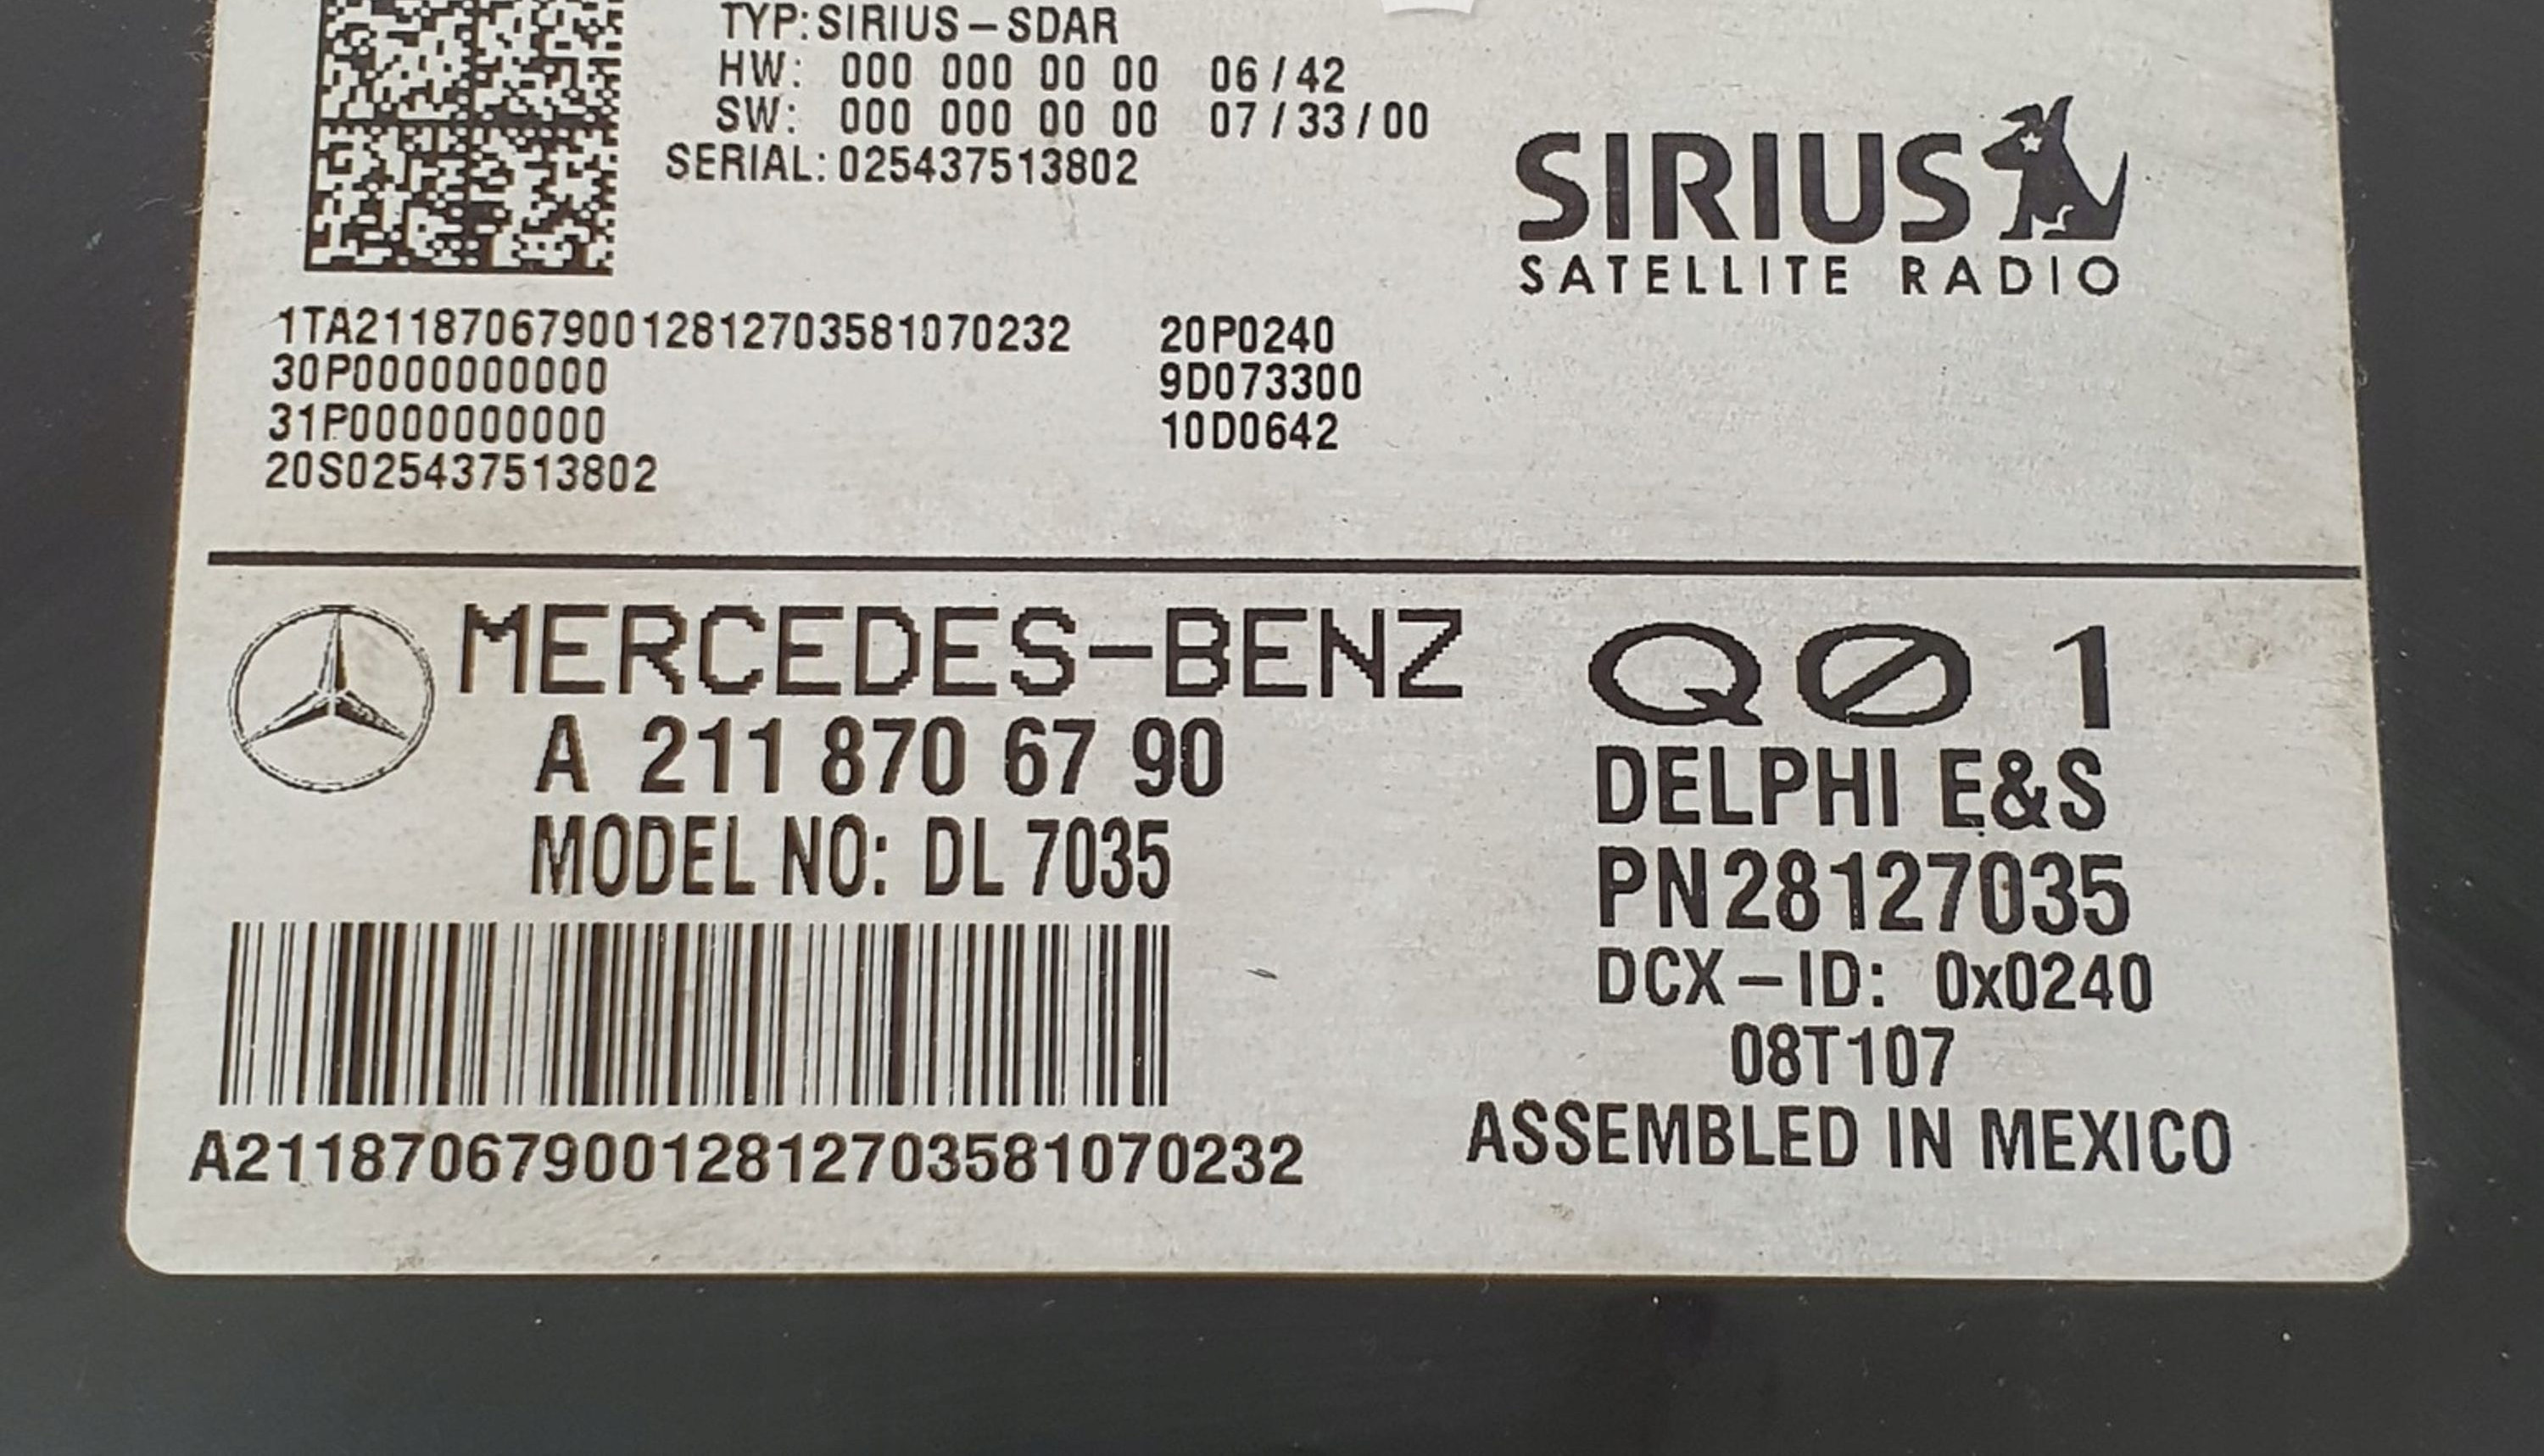 TYP: SIRIUS-SDAR
HW: 000 000 00 00 06/42
SW: 000 000 00 00 07/33/00
SERIAL: 025437513802
SIRIUS
SATELLITE RADIO
1TA2118706790012812703581070232 20P0240
30P0000000000 9D073300
31P0000000000 10D0642
20S025437513802
MERCEDES-BENZ
A 211 870 67 90
MODEL NO: DL 7035
A2118706790012812703581070232
QØ1
DELPHI E&S
PN28127035
DCX-ID: 0x0240
08T107
ASSEMBLED IN MEXICO